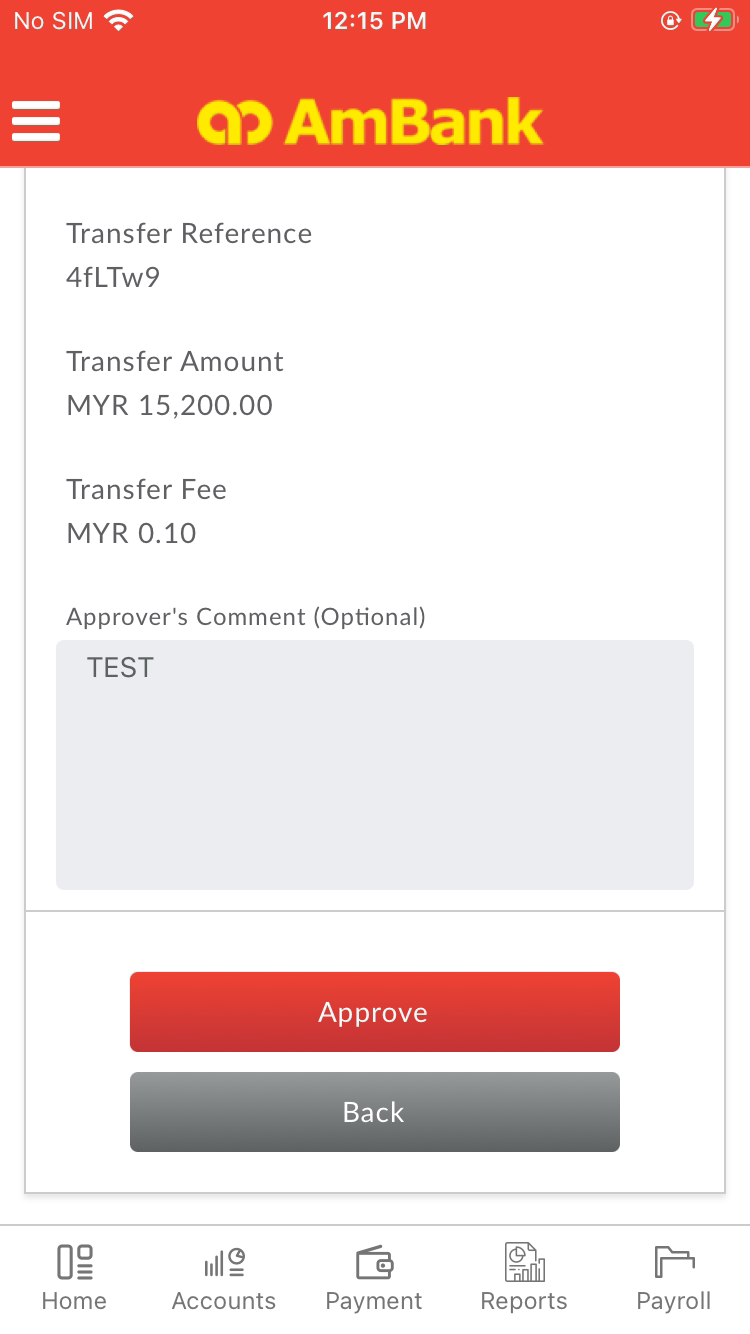 No SIM 12:15 PM
AmBank
Transfer Reference
4fLTw9
Transfer Amount
MYR 15,200.00
Transfer Fee
MYR 0.10
Approver's Comment (Optional)
TEST
Approve
Back
Home Accounts Payment Reports Payroll